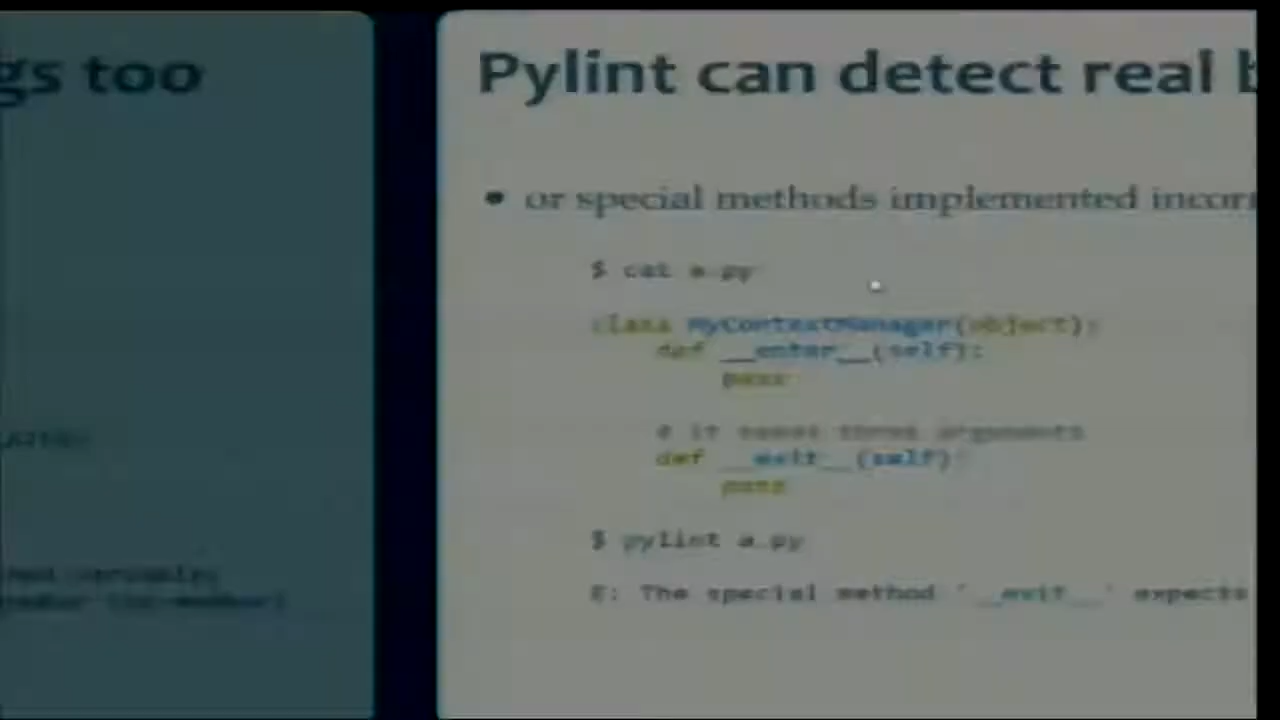 gs too
Pylint can detect real b
• or special methods implemented incorr
$ cat a.py
class MyContextManager(object):
def __enter__(self):
pass
# it needs three arguments
def __exit__(self):
pass
$ pylint a.py
E: The special method '__exit__' expects